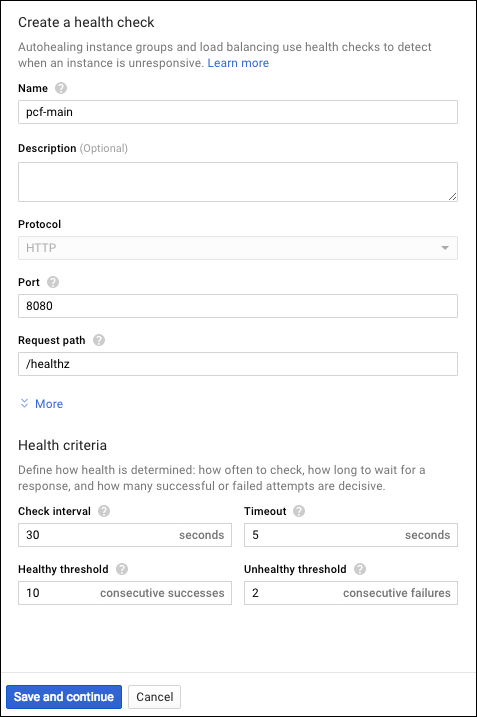 Create a health check
Autohealing instance groups and load balancing use health checks to detect
when an instance is unresponsive. Learn more
Name ?
pcf-main
Description (Optional)
Protocol
HTTP
Port ?
8080
Request path ?
/healthz
More
Health criteria
Define how health is determined: how often to check, how long to wait for a
response, and how many successful or failed attempts are decisive.
Check interval ? Timeout ?
30 seconds 5 seconds
Healthy threshold ? Unhealthy threshold ?
10 consecutive successes 2 consecutive failures
Save and continue Cancel